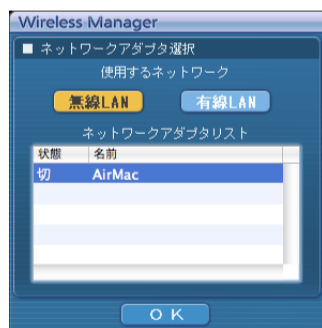 Wireless Manager
■ ネットワークアダプタ選択
使用するネットワーク
無線LAN 有線LAN
ネットワークアダプタリスト
状態 名前
切 AirMac
OK